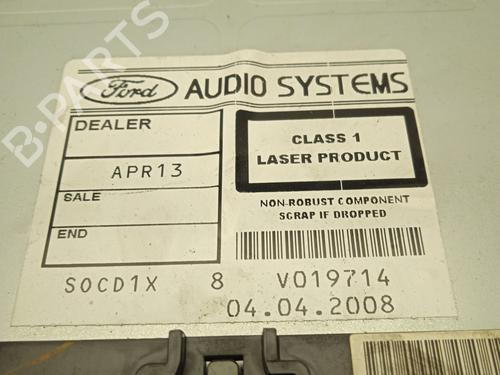 Ford AUDIO SYSTEMS
DEALER
APR13
SALE
END
CLASS 1
LASER PRODUCT
NON-ROBUST COMPONENT
SCRAP IF DROPPED
SOCD1X 8 V019714
04.04.2008
B-PARTS